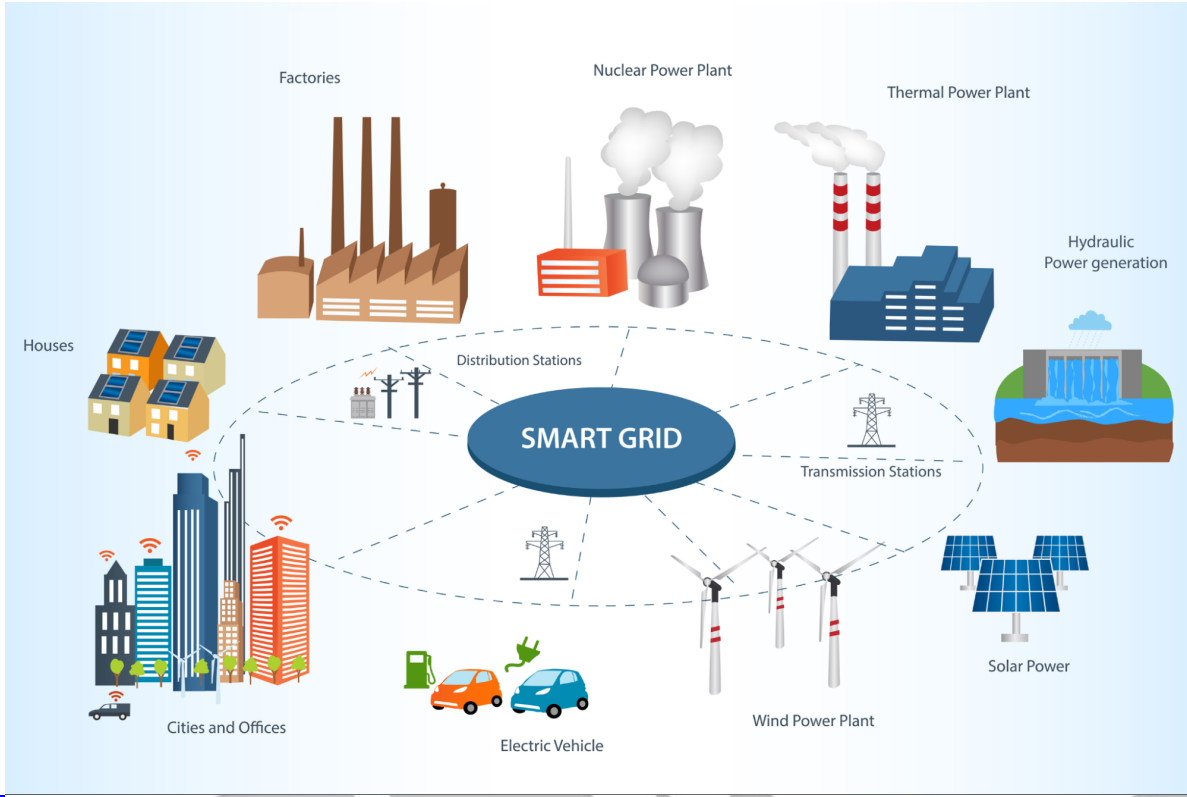 Factories
Nuclear Power Plant
Thermal Power Plant
Hydraulic
Power generation
Houses
Distribution Stations
SMART GRID
Transmission Stations
Solar Power
Wind Power Plant
Cities and Offices
Electric Vehicle